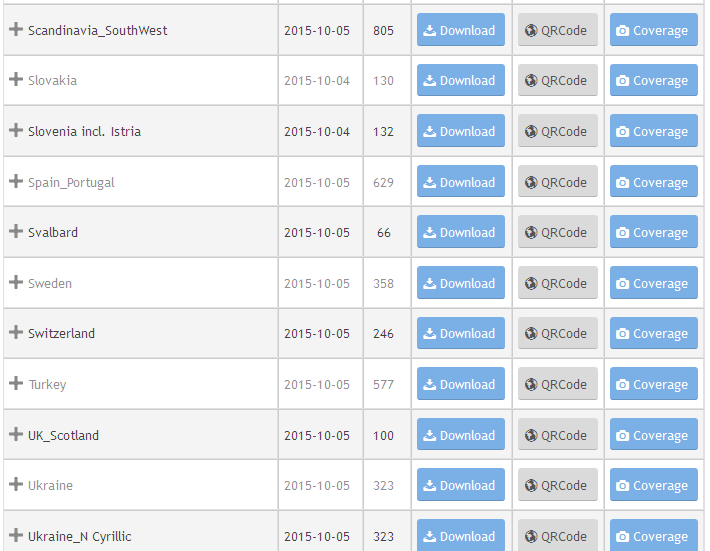 Scandinavia_SouthWest 2015-10-05 805 Download QRCode Coverage
Slovakia 2015-10-04 130 Download QRCode Coverage
Slovenia incl. Istria 2015-10-04 132 Download QRCode Coverage
Spain_Portugal 2015-10-05 629 Download QRCode Coverage
Svalbard 2015-10-05 66 Download QRCode Coverage
Sweden 2015-10-05 358 Download QRCode Coverage
Switzerland 2015-10-05 246 Download QRCode Coverage
Turkey 2015-10-05 577 Download QRCode Coverage
UK_Scotland 2015-10-05 100 Download QRCode Coverage
Ukraine 2015-10-05 323 Download QRCode Coverage
Ukraine_N Cyrillic 2015-10-05 323 Download QRCode Coverage